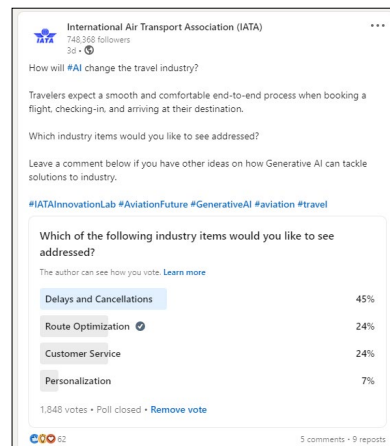 International Air Transport Association (IATA)
748,368 followers
3d •
How will #AI change the travel industry?
Travelers expect a smooth and comfortable end-to-end process when booking a
flight, checking-in, and arriving at their destination.
Which industry items would you like to see addressed?
Leave a comment below if you have other ideas on how Generative AI can tackle
solutions to industry.
#IATAInnovationLab #AviationFuture #GenerativeAI #aviation #travel
Which of the following industry items would you like to see
addressed?
The author can see how you vote. Learn more
Delays and Cancellations 45%
Route Optimization 24%
Customer Service 24%
Personalization 7%
1,848 votes • Poll closed • Remove vote
62 5 comments • 9 reposts
IATA